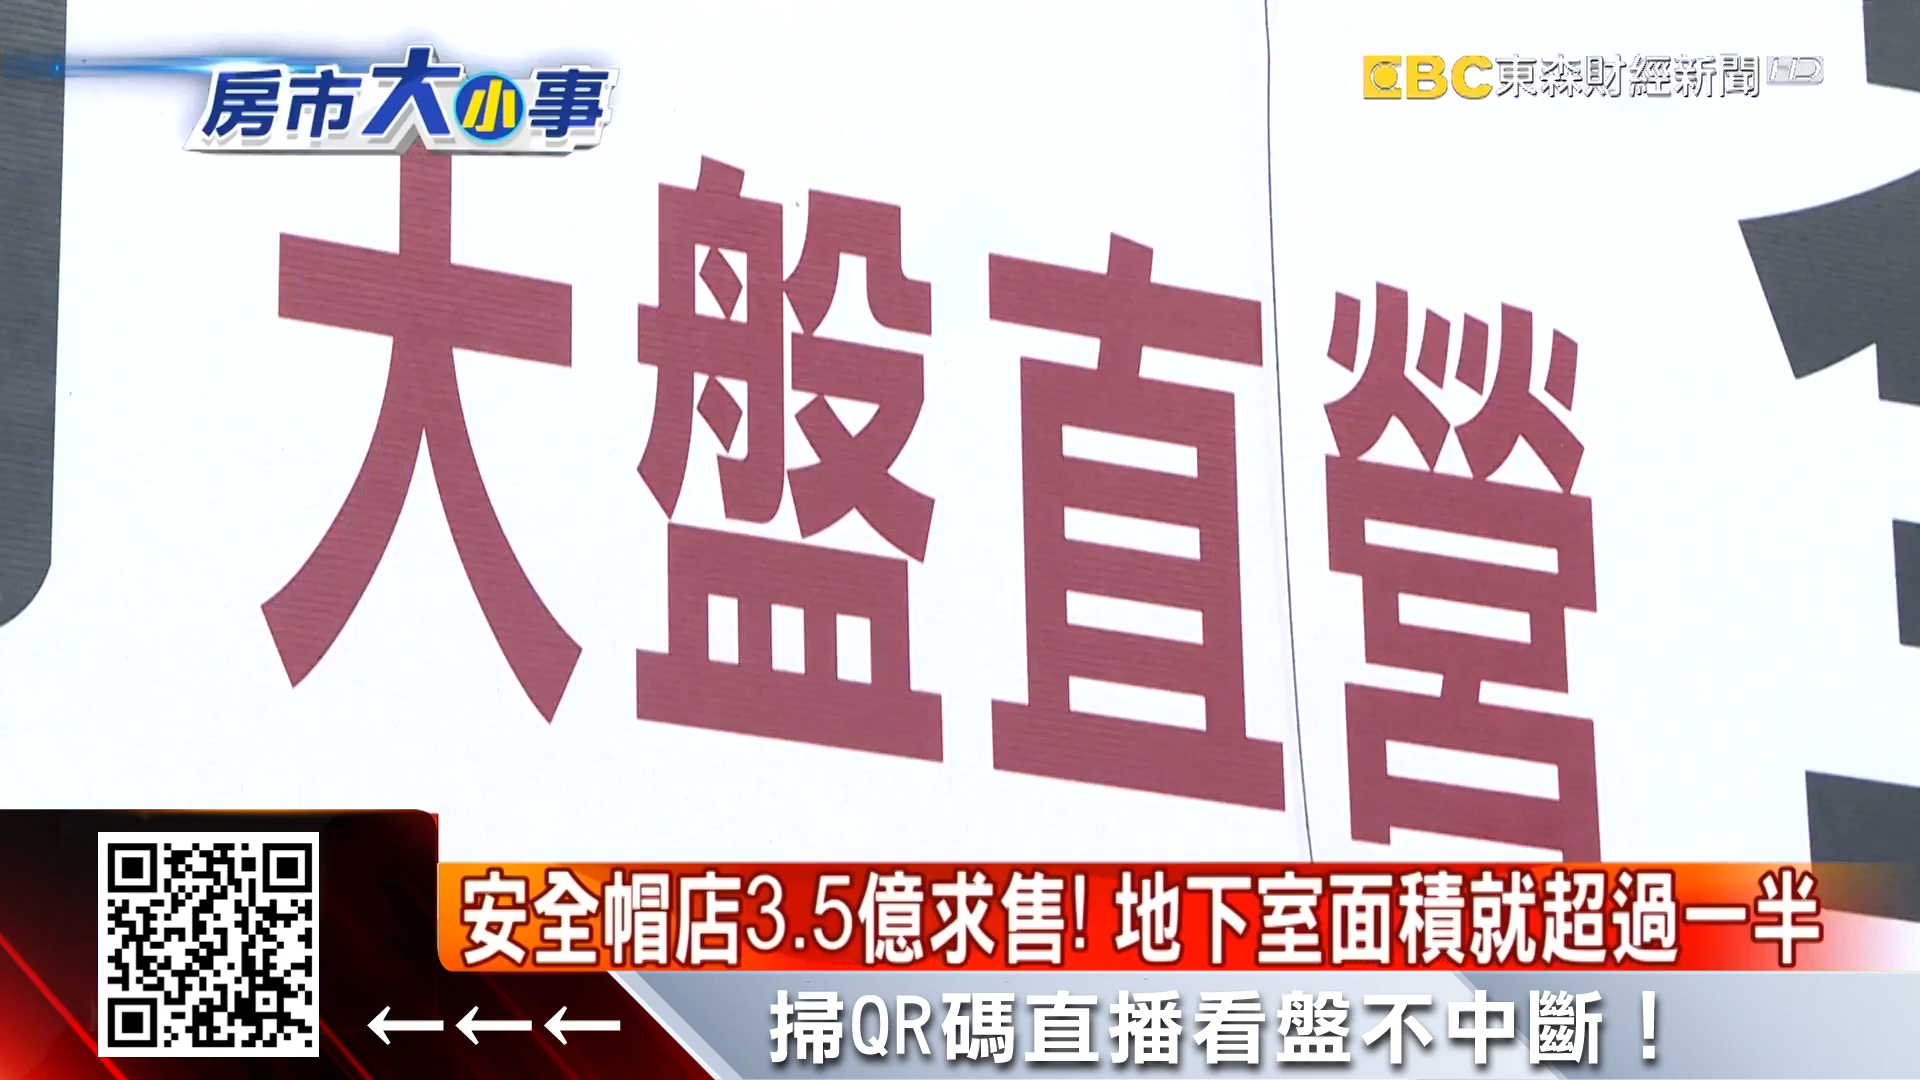 房市大小事
EBC東森財經新聞HD
大盤直營
安全帽店3.5億求售!地下室面積就超過一半
←←←掃QR碼直播看盤不中斷!